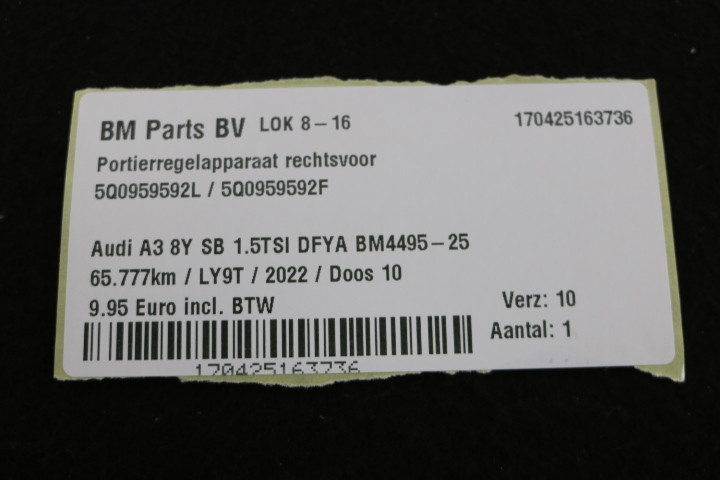 BM Parts BV LOK 8-16 170425163736
Portierregelapparaat rechtsvoor
5Q0959592L / 5Q0959592F
Audi A3 8Y SB 1.5TSI DFYA BM4495-25
65.777km / LY9T / 2022 / Doos 10
9.95 Euro incl. BTW Verz: 10
Aantal: 1
170425163736